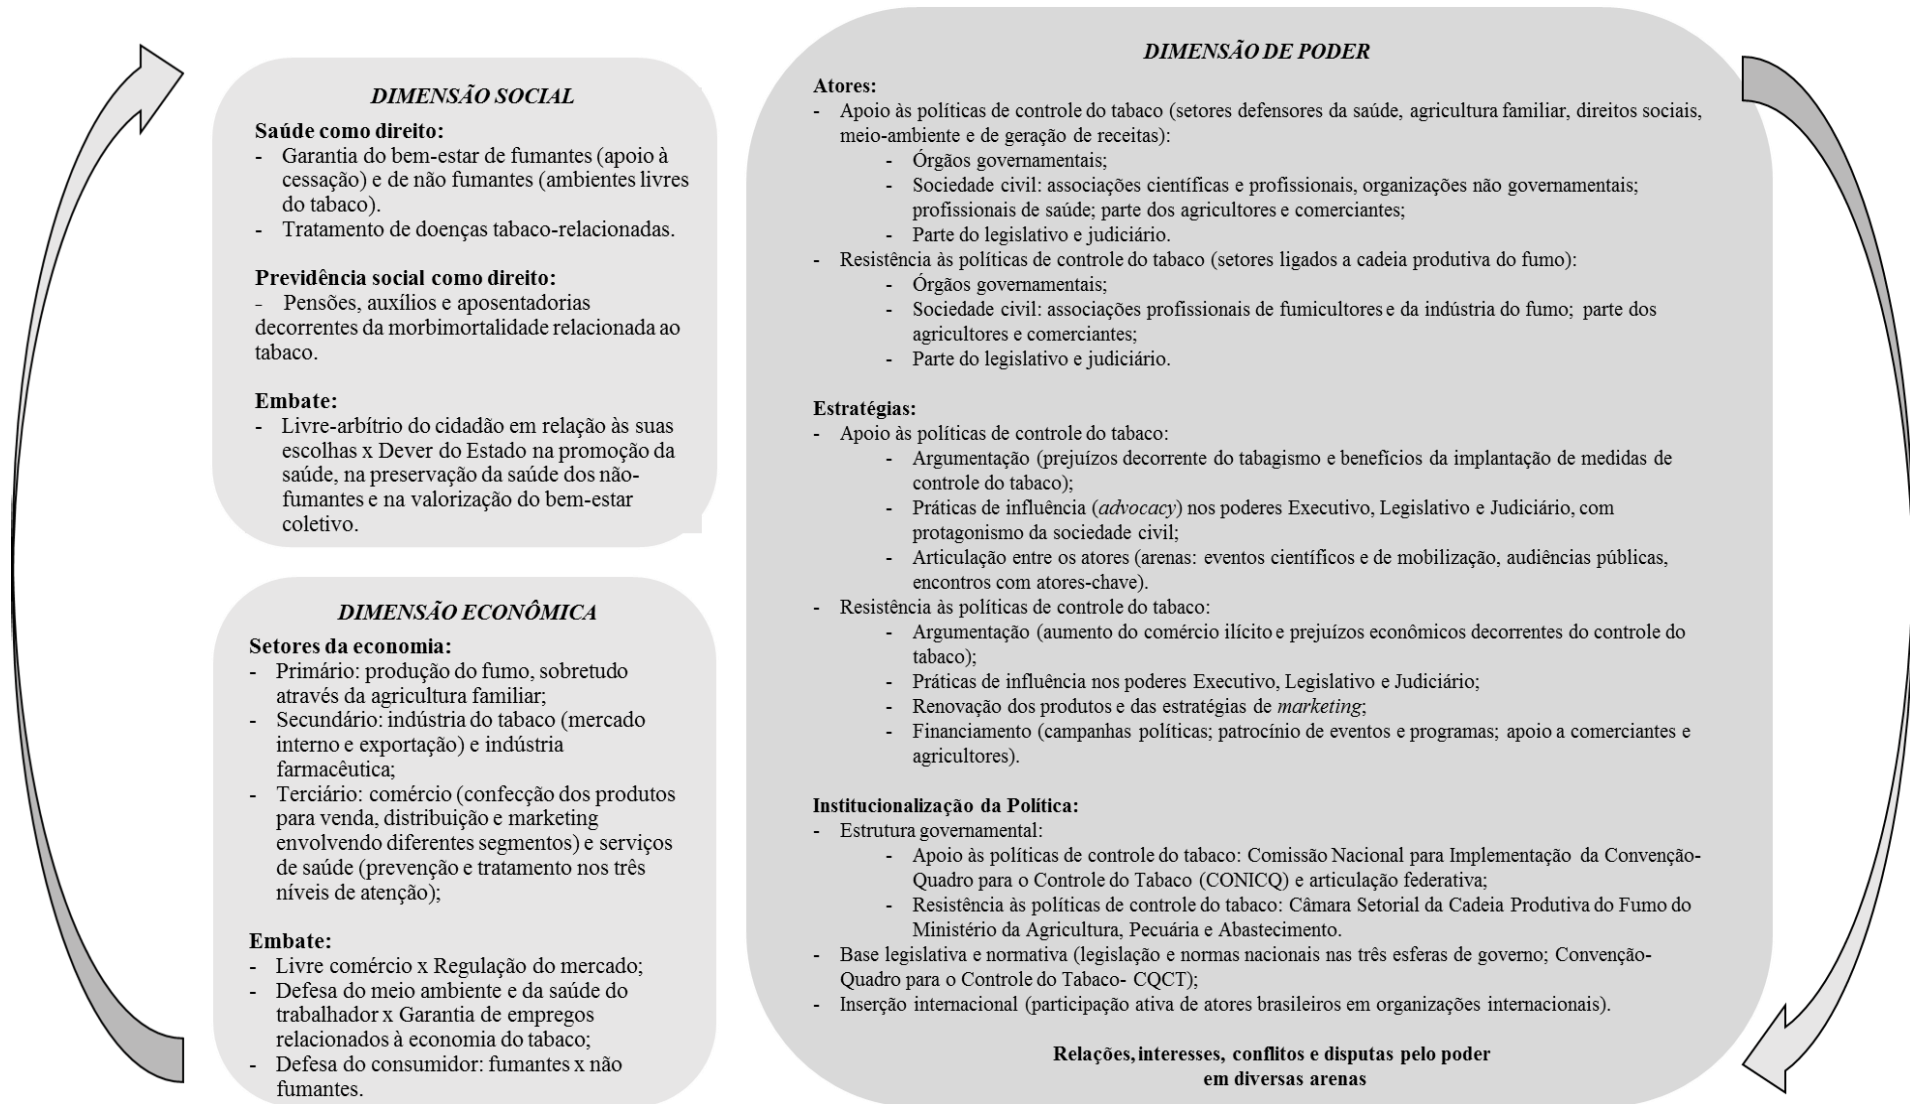 DIMENSÃO SOCIAL
Saúde como direito:
- Garantia do bem-estar de fumantes (apoio à
cessação) e de não fumantes (ambientes livres
do tabaco).
- Tratamento de doenças tabaco-relacionadas.
Previdência social como direito:
- Pensões, auxílios e aposentadorias
decorrentes da morbimortalidade relacionada ao
tabaco.
Embate:
- Livre-arbítrio do cidadão em relação às suas
escolhas x Dever do Estado na promoção da
saúde, na preservação da saúde dos não-
fumantes e na valorização do bem-estar
coletivo.
DIMENSÃO ECONÔMICA
Setores da economia:
- Primário: produção do fumo, sobretudo
através da agricultura familiar;
- Secundário: indústria do tabaco (mercado
interno e exportação) e indústria
farmacêutica;
- Terciário: comércio (confecção dos produtos
para venda, distribuição e marketing
envolvendo diferentes segmentos) e serviços
de saúde (prevenção e tratamento nos três
níveis de atenção);
Embate:
- Livre comércio x Regulação do mercado;
- Defesa do meio ambiente e da saúde do
trabalhador x Garantia de empregos
relacionados à economia do tabaco;
- Defesa do consumidor: fumantes x não
fumantes.
DIMENSÃO DE PODER
Atores:
- Apoio às políticas de controle do tabaco (setores defensores da saúde, agricultura familiar, direitos sociais,
meio-ambiente e de geração de receitas):
- Órgãos governamentais;
- Sociedade civil: associações científicas e profissionais, organizações não governamentais;
profissionais de saúde; parte dos agricultores e comerciantes;
- Parte do legislativo e judiciário.
- Resistência às políticas de controle do tabaco (setores ligados a cadeia produtiva do fumo):
- Órgãos governamentais;
- Sociedade civil: associações profissionais de fumicultores e da indústria do fumo; parte dos
agricultores e comerciantes;
- Parte do legislativo e judiciário.
Estratégias:
- Apoio às políticas de controle do tabaco:
- Argumentação (prejuízos decorrente do tabagismo e benefícios da implantação de medidas de
controle do tabaco);
- Práticas de influência (advocacy) nos poderes Executivo, Legislativo e Judiciário, com
protagonismo da sociedade civil;
- Articulação entre os atores (arenas: eventos científicos e de mobilização, audiências públicas,
encontros com atores-chave).
- Resistência às políticas de controle do tabaco:
- Argumentação (aumento do comércio ilícito e prejuízos econômicos decorrentes do controle do
tabaco);
- Práticas de influência nos poderes Executivo, Legislativo e Judiciário;
- Renovação dos produtos e das estratégias de marketing;
- Financiamento (campanhas políticas; patrocínio de eventos e programas; apoio a comerciantes e
agricultores).
Institucionalização da Política:
- Estrutura governamental:
- Apoio às políticas de controle do tabaco: Comissão Nacional para Implementação da Convenção-
Quadro para o Controle do Tabaco (CONICQ) e articulação federativa;
- Resistência às políticas de controle do tabaco: Câmara Setorial da Cadeia Produtiva do Fumo do
Ministério da Agricultura, Pecuária e Abastecimento.
- Base legislativa e normativa (legislação e normas nacionais nas três esferas de governo; Convenção-
Quadro para o Controle do Tabaco- CQCT);
- Inserção internacional (participação ativa de atores brasileiros em organizações internacionais).
Relações, interesses, conflitos e disputas pelo poder
em diversas arenas